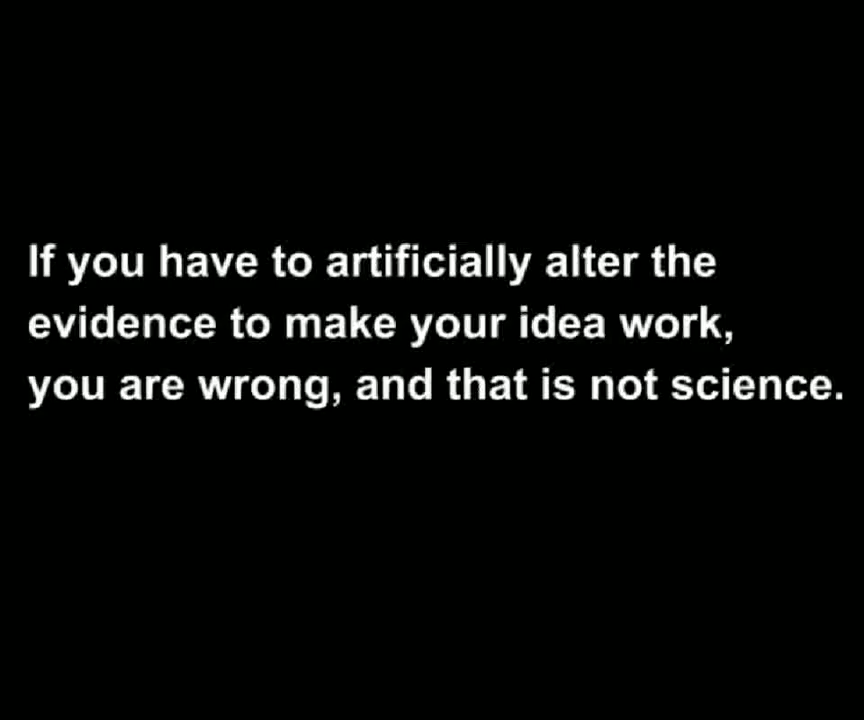 If you have to artificially alter the
evidence to make your idea work,
you are wrong, and that is not science.